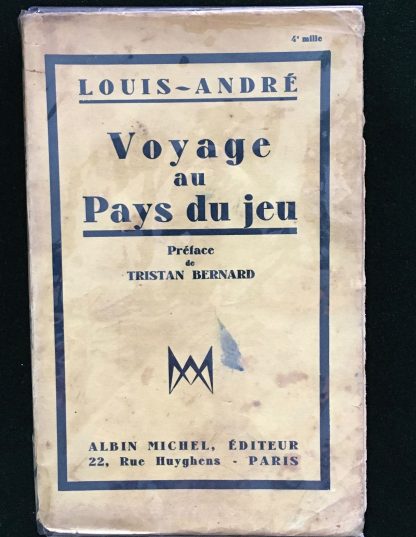 4e mille
LOUIS-ANDRÉ
Voyage
au
Pays du jeu
Préface
de
TRISTAN BERNARD
ALBIN MICHEL, ÉDITEUR
22, Rue Huyghens - PARIS